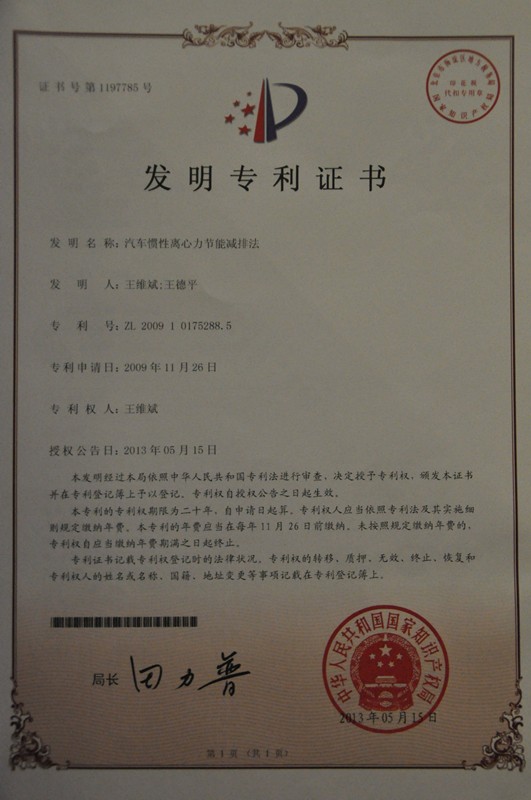 证书号第1197785号
发明专利证书
发明名称：汽车惯性离心力节能减排法
发明人：王维斌;王德平
专利号：ZL 2009 1 0175288.5
专利申请日：2009年11月26日
专利权人：王维斌
授权公告日：2013年05月15日
本发明经过本局依照中华人民共和国专利法进行审查，决定授予专利权，颁发本证书
并在专利登记簿上予以登记。专利权自授权公告之日起生效。
本专利的专利权期限为二十年，自申请日起算。专利权人应当依照专利法及其实施细
则规定缴纳年费。本专利的年费应当在每年11月26日前缴纳。未按照规定缴纳年费的，
专利权自应当缴纳年费期满之日起终止。
专利证书记载专利权登记时的法律状况。专利权的转移、质押、无效、终止、恢复和
专利权人的姓名或名称、国籍、地址变更等事项记载在专利登记簿上。
局长
田力普
中华人民共和国国家知识产权局
2013年05月15日
第1页（共1页）